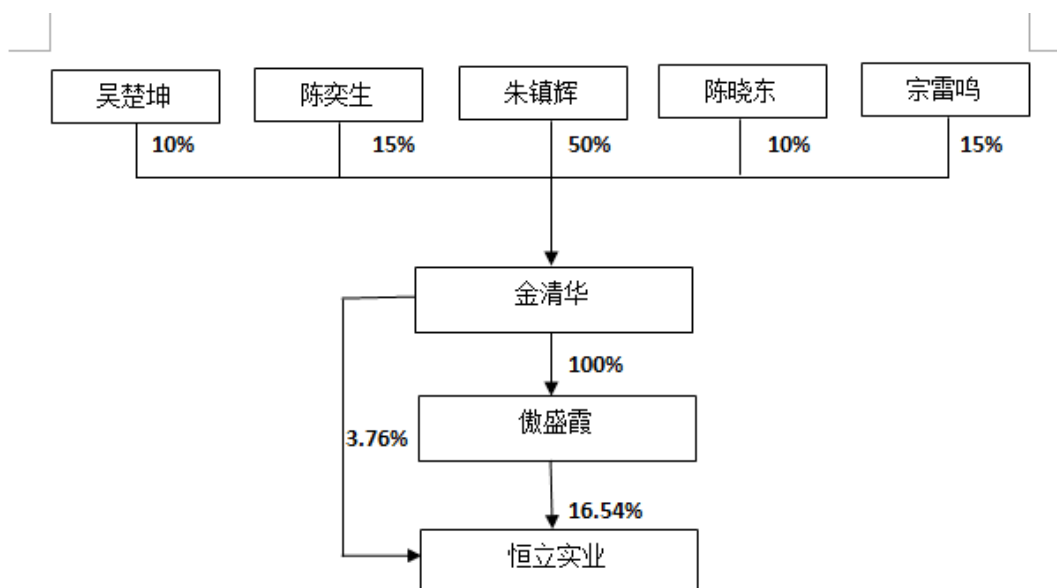 吴楚坤 陈奕生 朱镇辉 陈晓东 宗雷鸣
10% 15% 50% 10% 15%
金清华
100%
傲盛霞
3.76%
16.54%
恒立实业